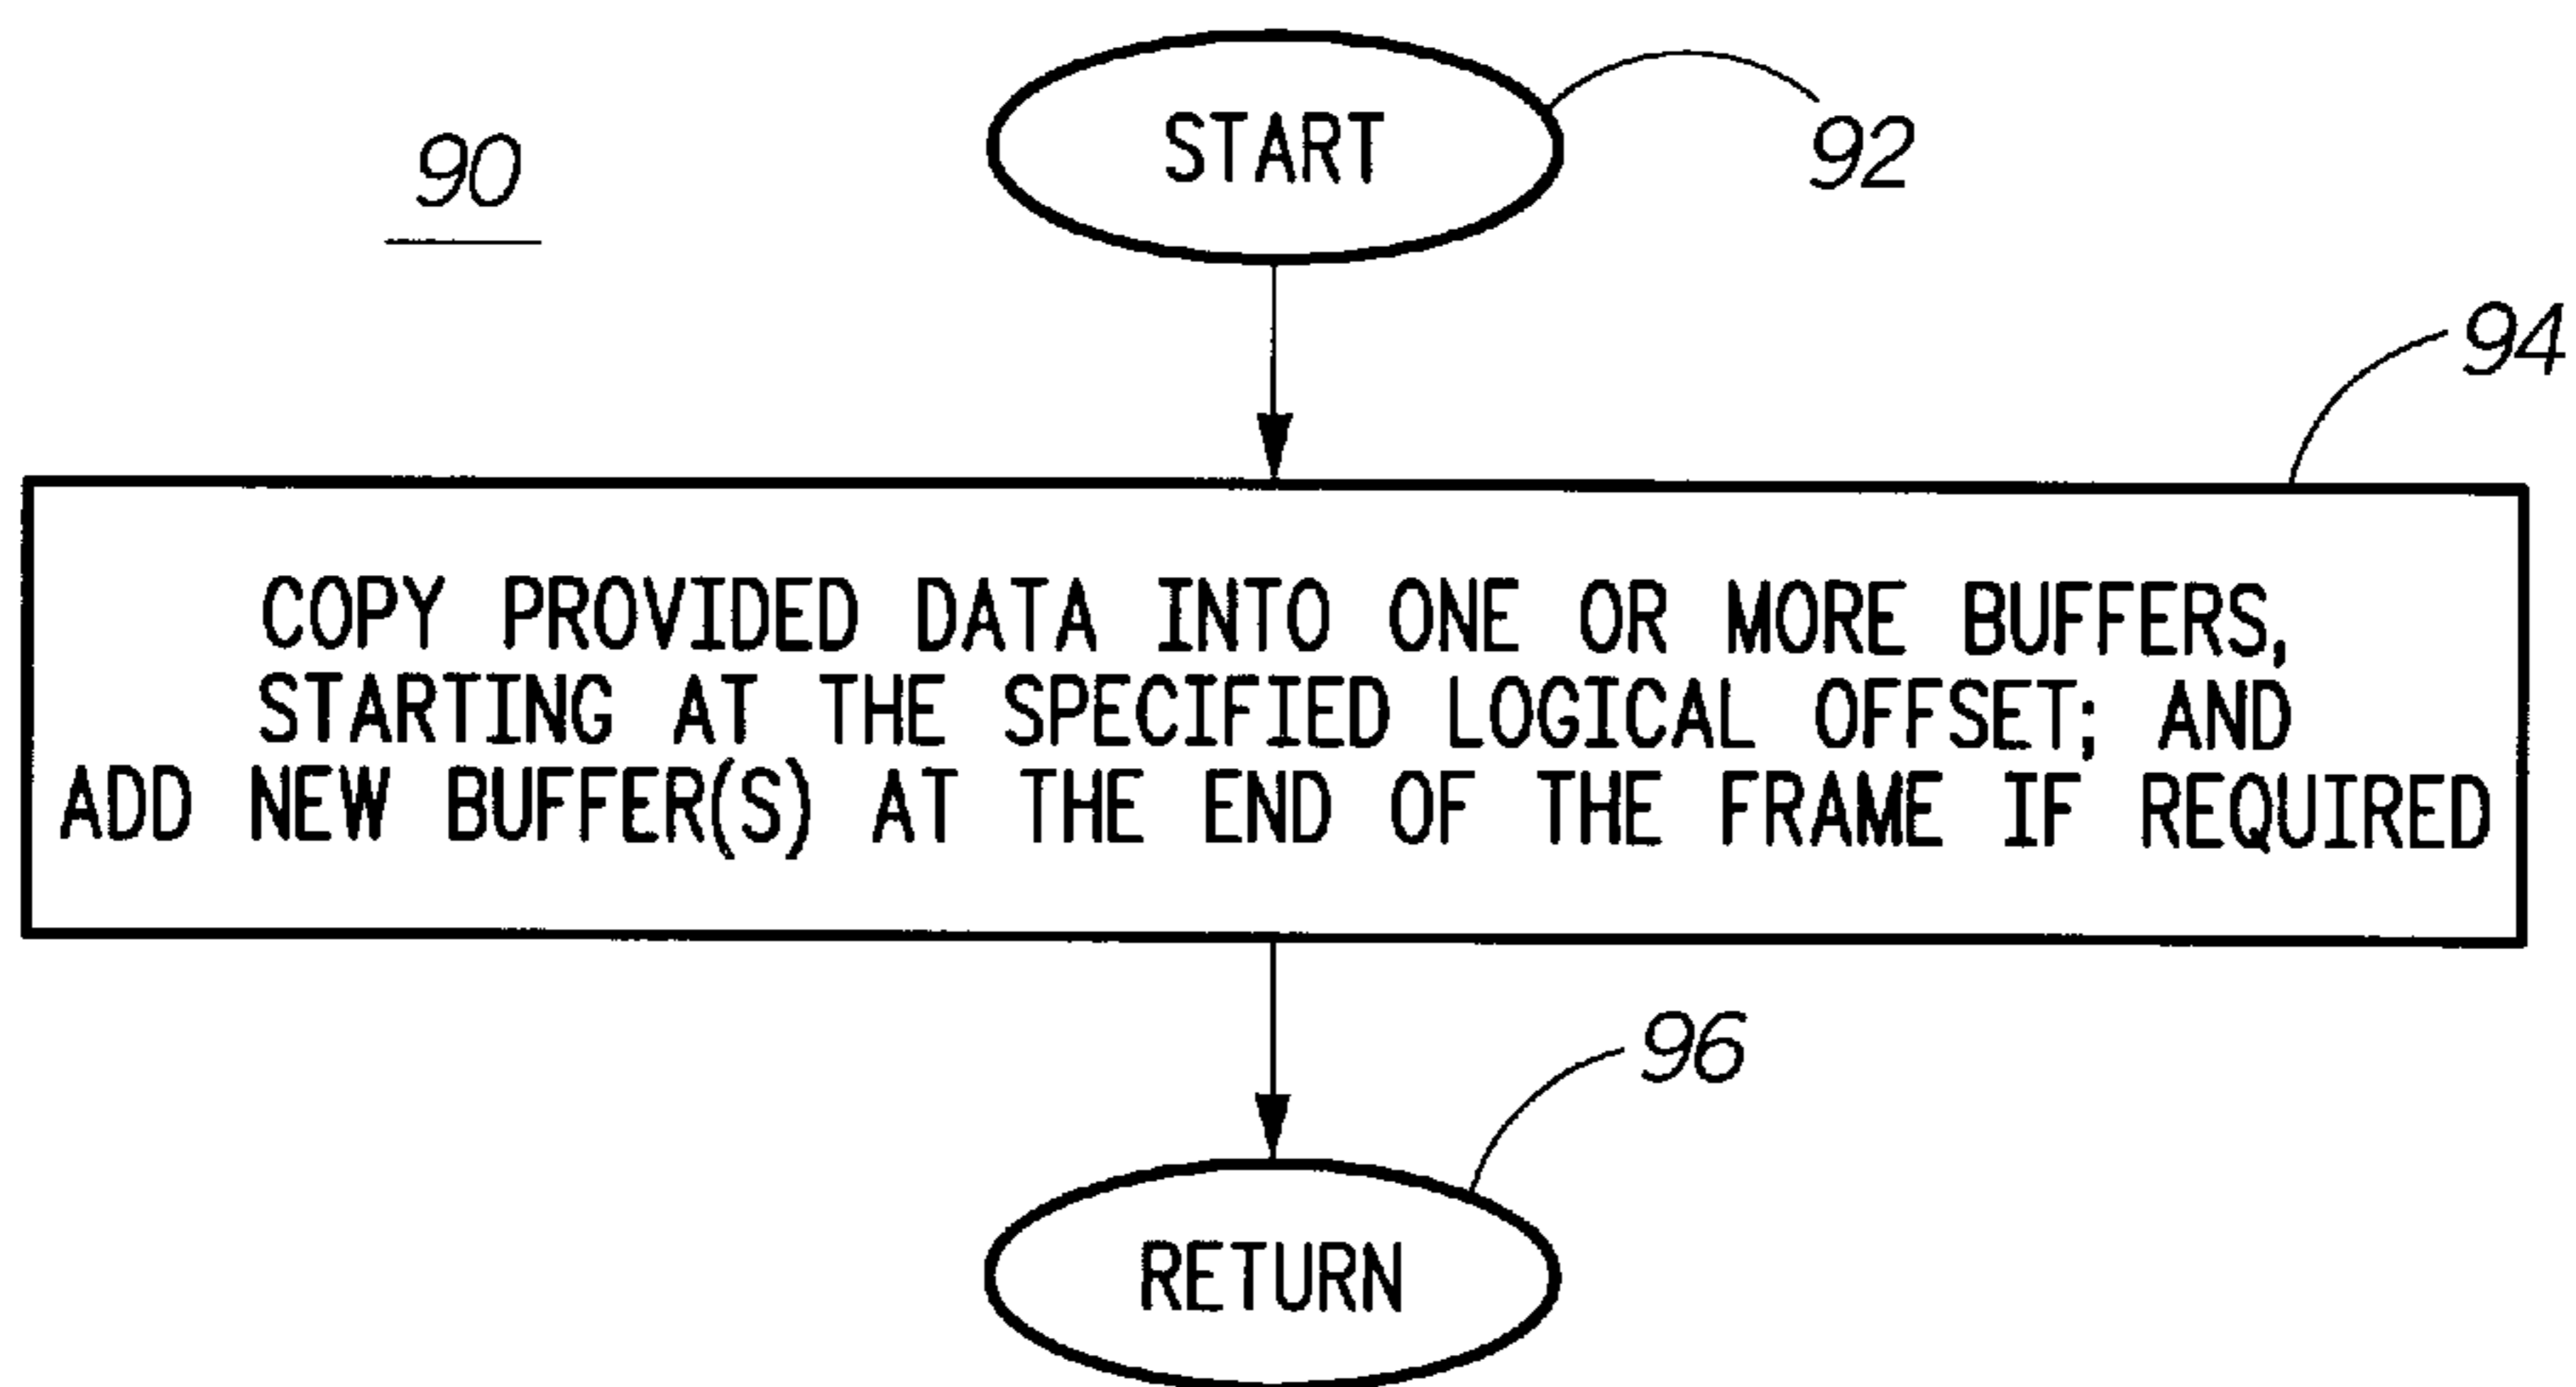 90
START
92
94
COPY PROVIDED DATA INTO ONE OR MORE BUFFERS,
STARTING AT THE SPECIFIED LOGICAL OFFSET; AND
ADD NEW BUFFER(S) AT THE END OF THE FRAME IF REQUIRED
96
RETURN